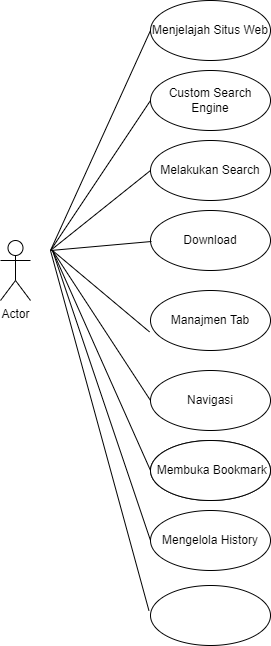 Menjelajah Situs Web
Custom Search
Engine
Melakukan Search
Download
Actor
Manajmen Tab
Navigasi
Membuka Bookmark
Mengelola History